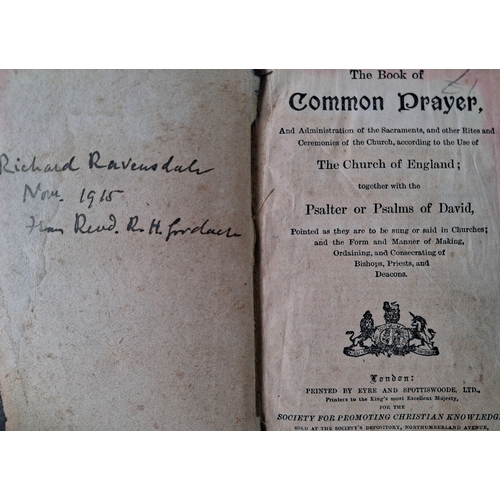 Richard Ravensdale
Nov. 1915
from Revd. R. H.
The Book of
Common Prayer,
And Administration of the Sacraments, and other Rites and
Ceremonies of the Church, according to the Use of
The Church of England;
together with the
Psalter or Psalms of David,
Pointed as they are to be sung or said in Churches;
and the Form and Manner of Making,
Ordaining, and Consecrating of
Bishops, Priests, and
Deacons.
London:
PRINTED BY EYRE AND SPOTTISWOODE, LTD.,
Printers to the King's most Excellent Majesty,
FOR THE
SOCIETY FOR PROMOTING CHRISTIAN KNOWLEDG
SOLD AT THE SOCIETY'S DEPOSITORY, NORTHUMBERLAND AVENUE,